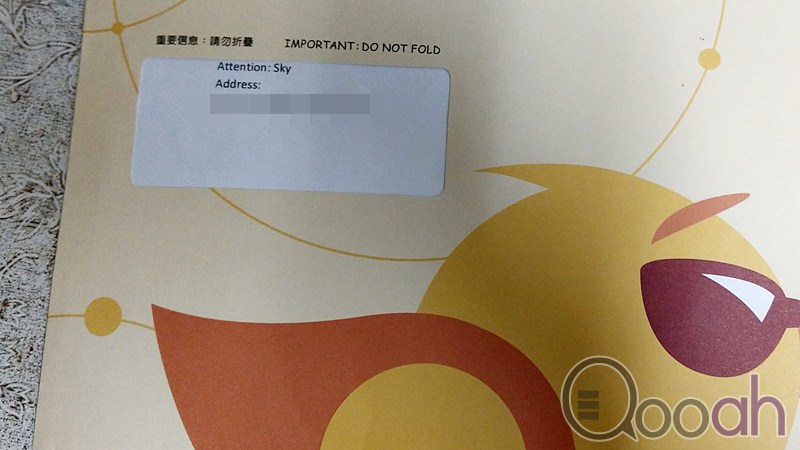 重要信息：請勿折疊 IMPORTANT: DO NOT FOLD
Attention: Sky
Address:
Qooah